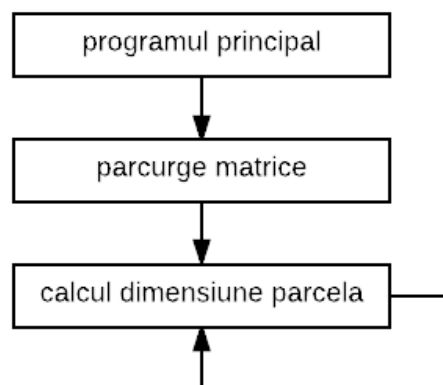 programul principal
parcurge matrice
calcul dimensiune parcela